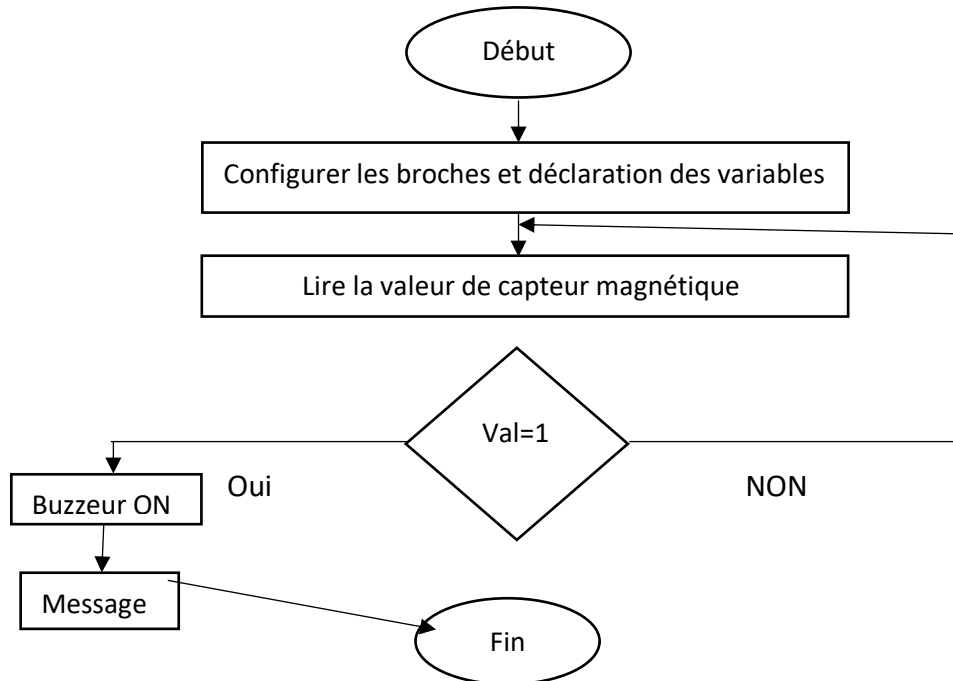 Début
Configurer les broches et déclaration des variables
Lire la valeur de capteur magnétique
Val=1
Oui
NON
Buzzeur ON
Message
Fin